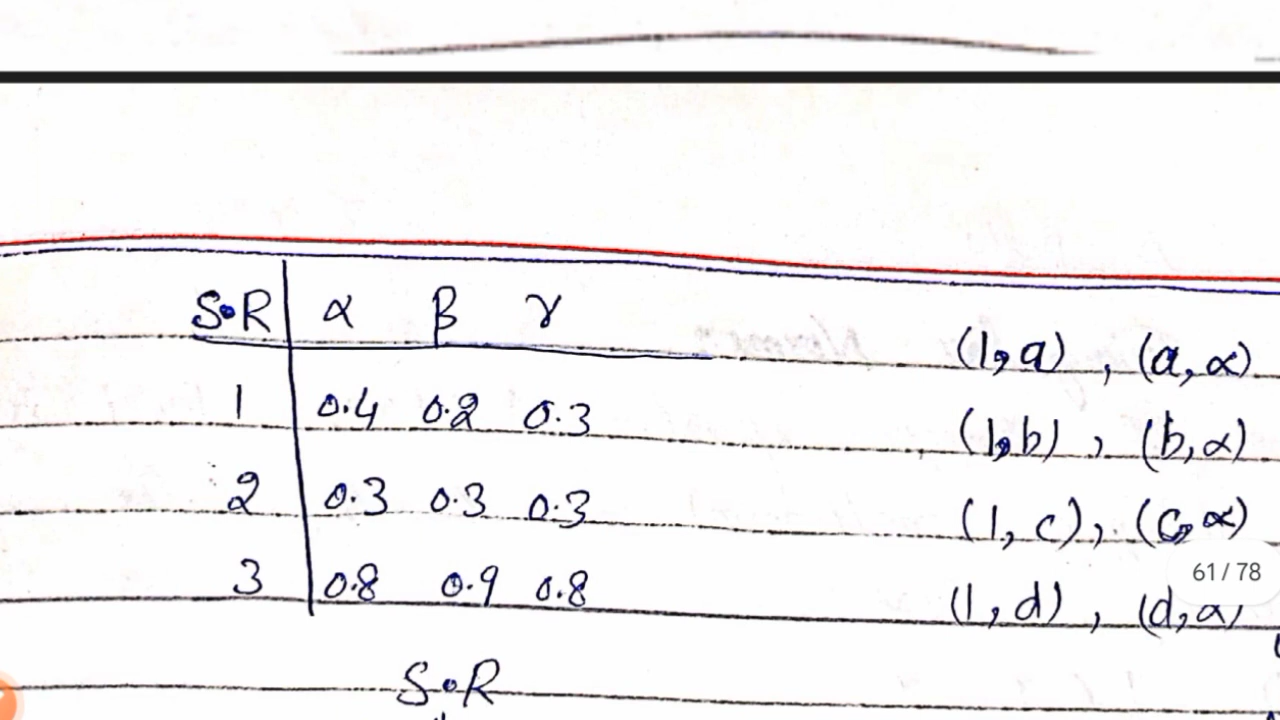 S•R α β γ
(1,a) , (a,α)
1 0.4 0.2 0.3
(1,b) , (b,α)
2 0.3 0.3 0.3
(1,c), (c,α)
3 0.8 0.9 0.8
61 / 78
(1,d) , (d,α)
S•R